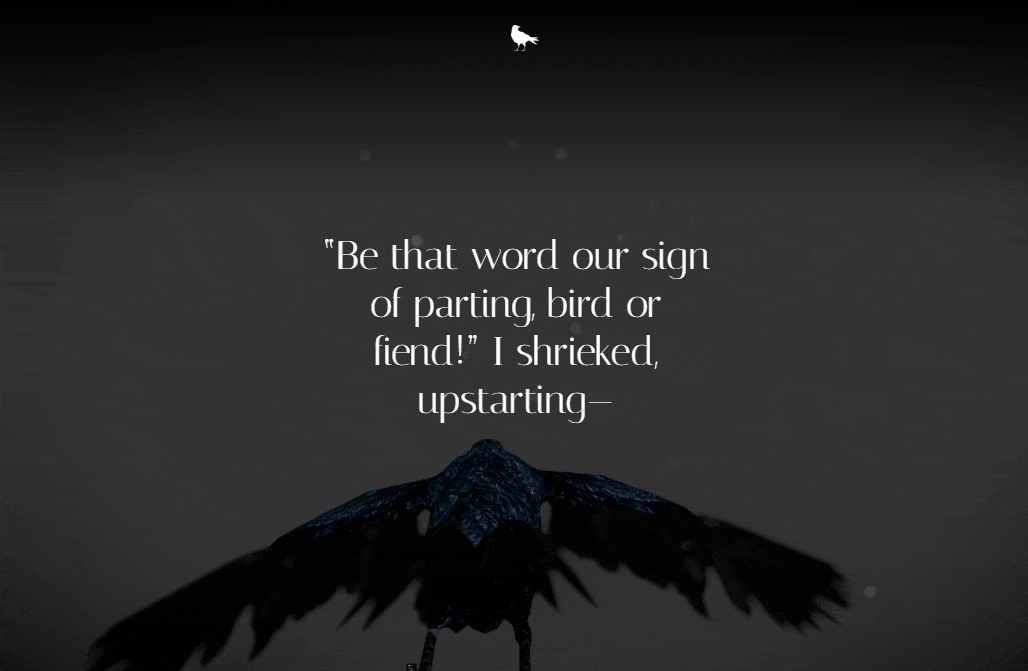 “Be that word our sign
of parting, bird or
fiend!” I shrieked,
upstarting—